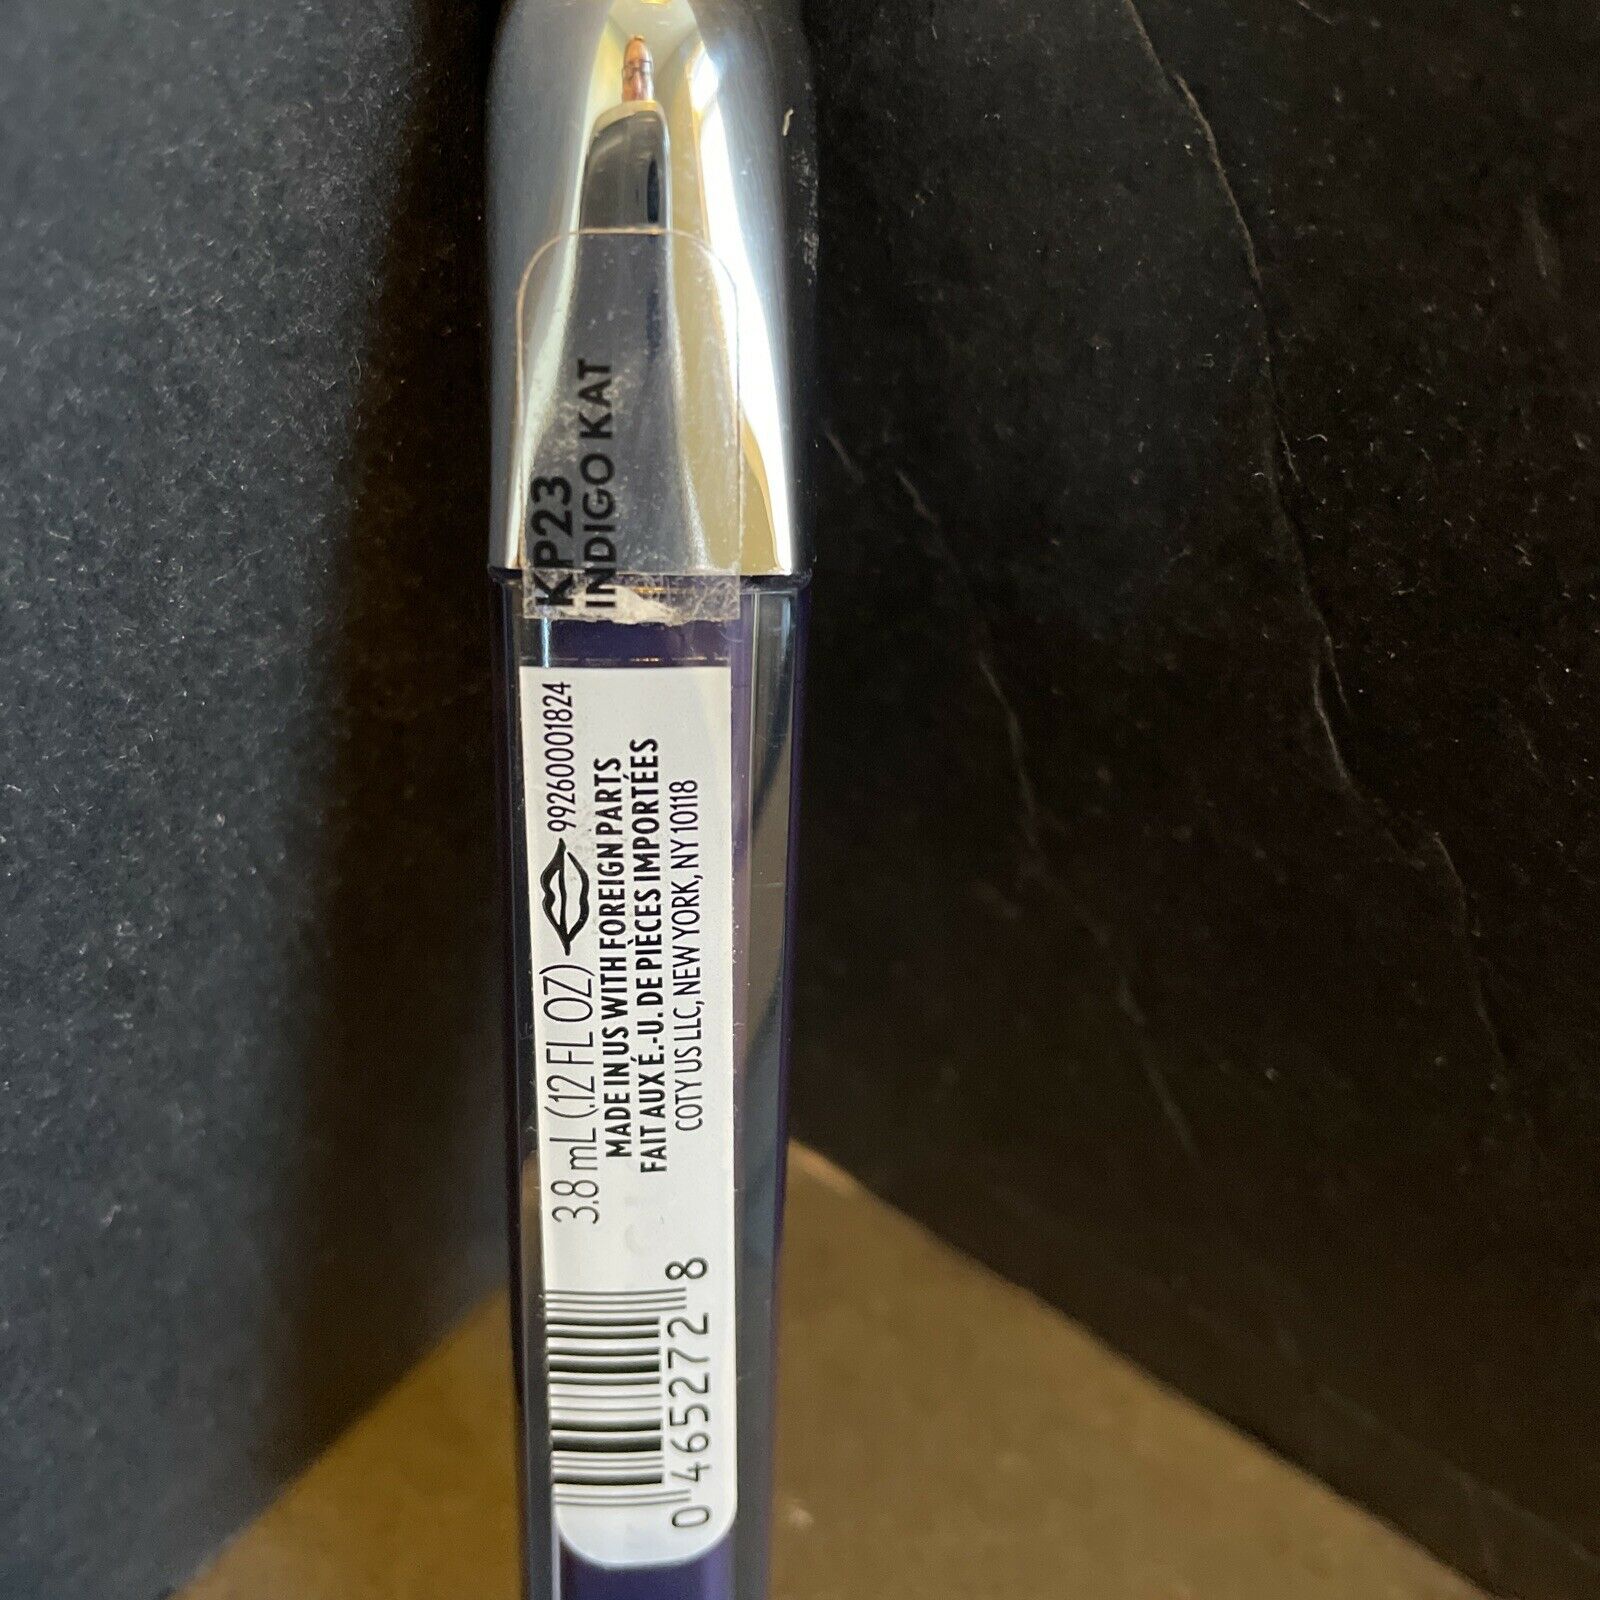 KP23
INDIGO KAT
3.8 mL (.12 FL OZ) 99260001824
MADE IN US WITH FOREIGN PARTS
FAIT AUX É.-U. DE PIÈCES IMPORTÉES
COTY US LLC, NEW YORK, NY 10118
0 465272 8